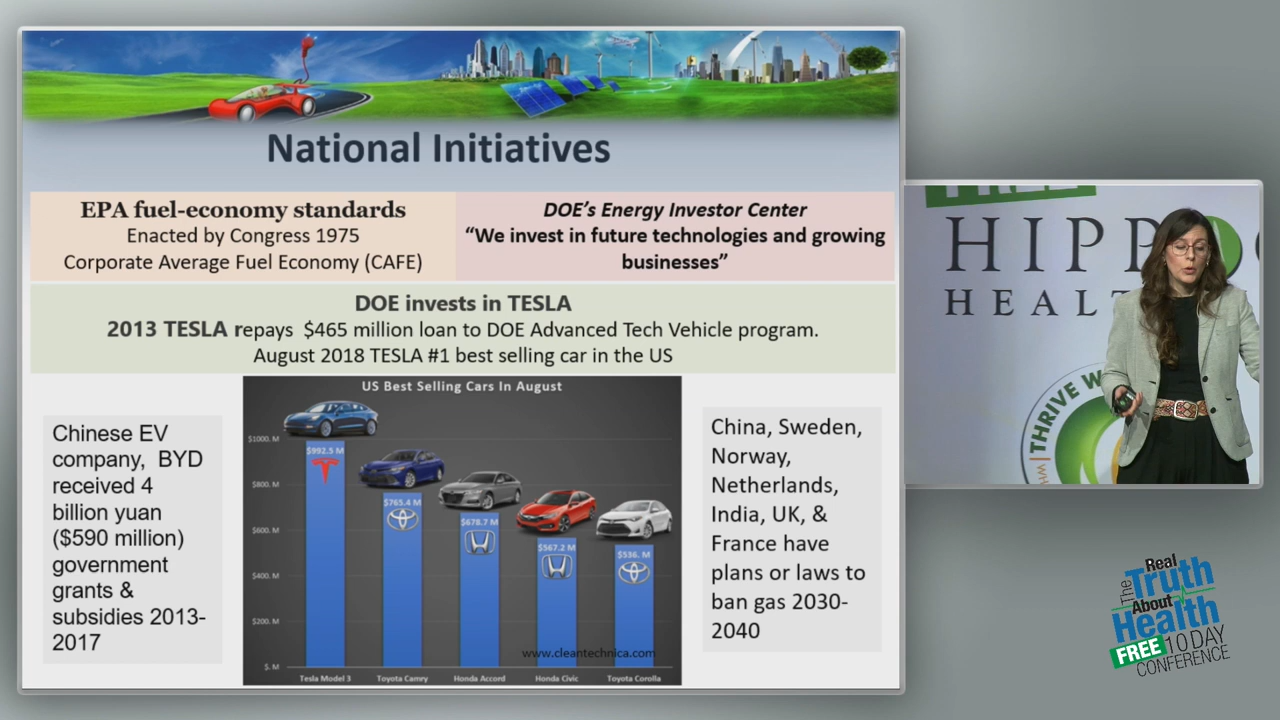 National Initiatives
EPA fuel-economy standards
Enacted by Congress 1975
Corporate Average Fuel Economy (CAFE)
DOE’s Energy Investor Center
“We invest in future technologies and growing
businesses”
DOE invests in TESLA
2013 TESLA repays $465 million loan to DOE Advanced Tech Vehicle program.
August 2018 TESLA #1 best selling car in the US
Chinese EV
company, BYD
received 4
billion yuan
($590 million)
government
grants &
subsidies 2013-
2017
US Best Selling Cars In August
$1000. M
$800. M
$600. M
$400. M
$200. M
$. M
$992.5 M
$765.4 M
$678.7 M
$567.2 M
$536. M
www.cleantechnica.com
Tesla Model 3
Toyota Camry
Honda Accord
Honda Civic
Toyota Corolla
China, Sweden,
Norway,
Netherlands,
India, UK, &
France have
plans or laws to
ban gas 2030-
2040
FREE
HIPP
HEALT
THRIVE W
WH
The
Real
Truth
About
Health
FREE 10 DAY
CONFERENCE